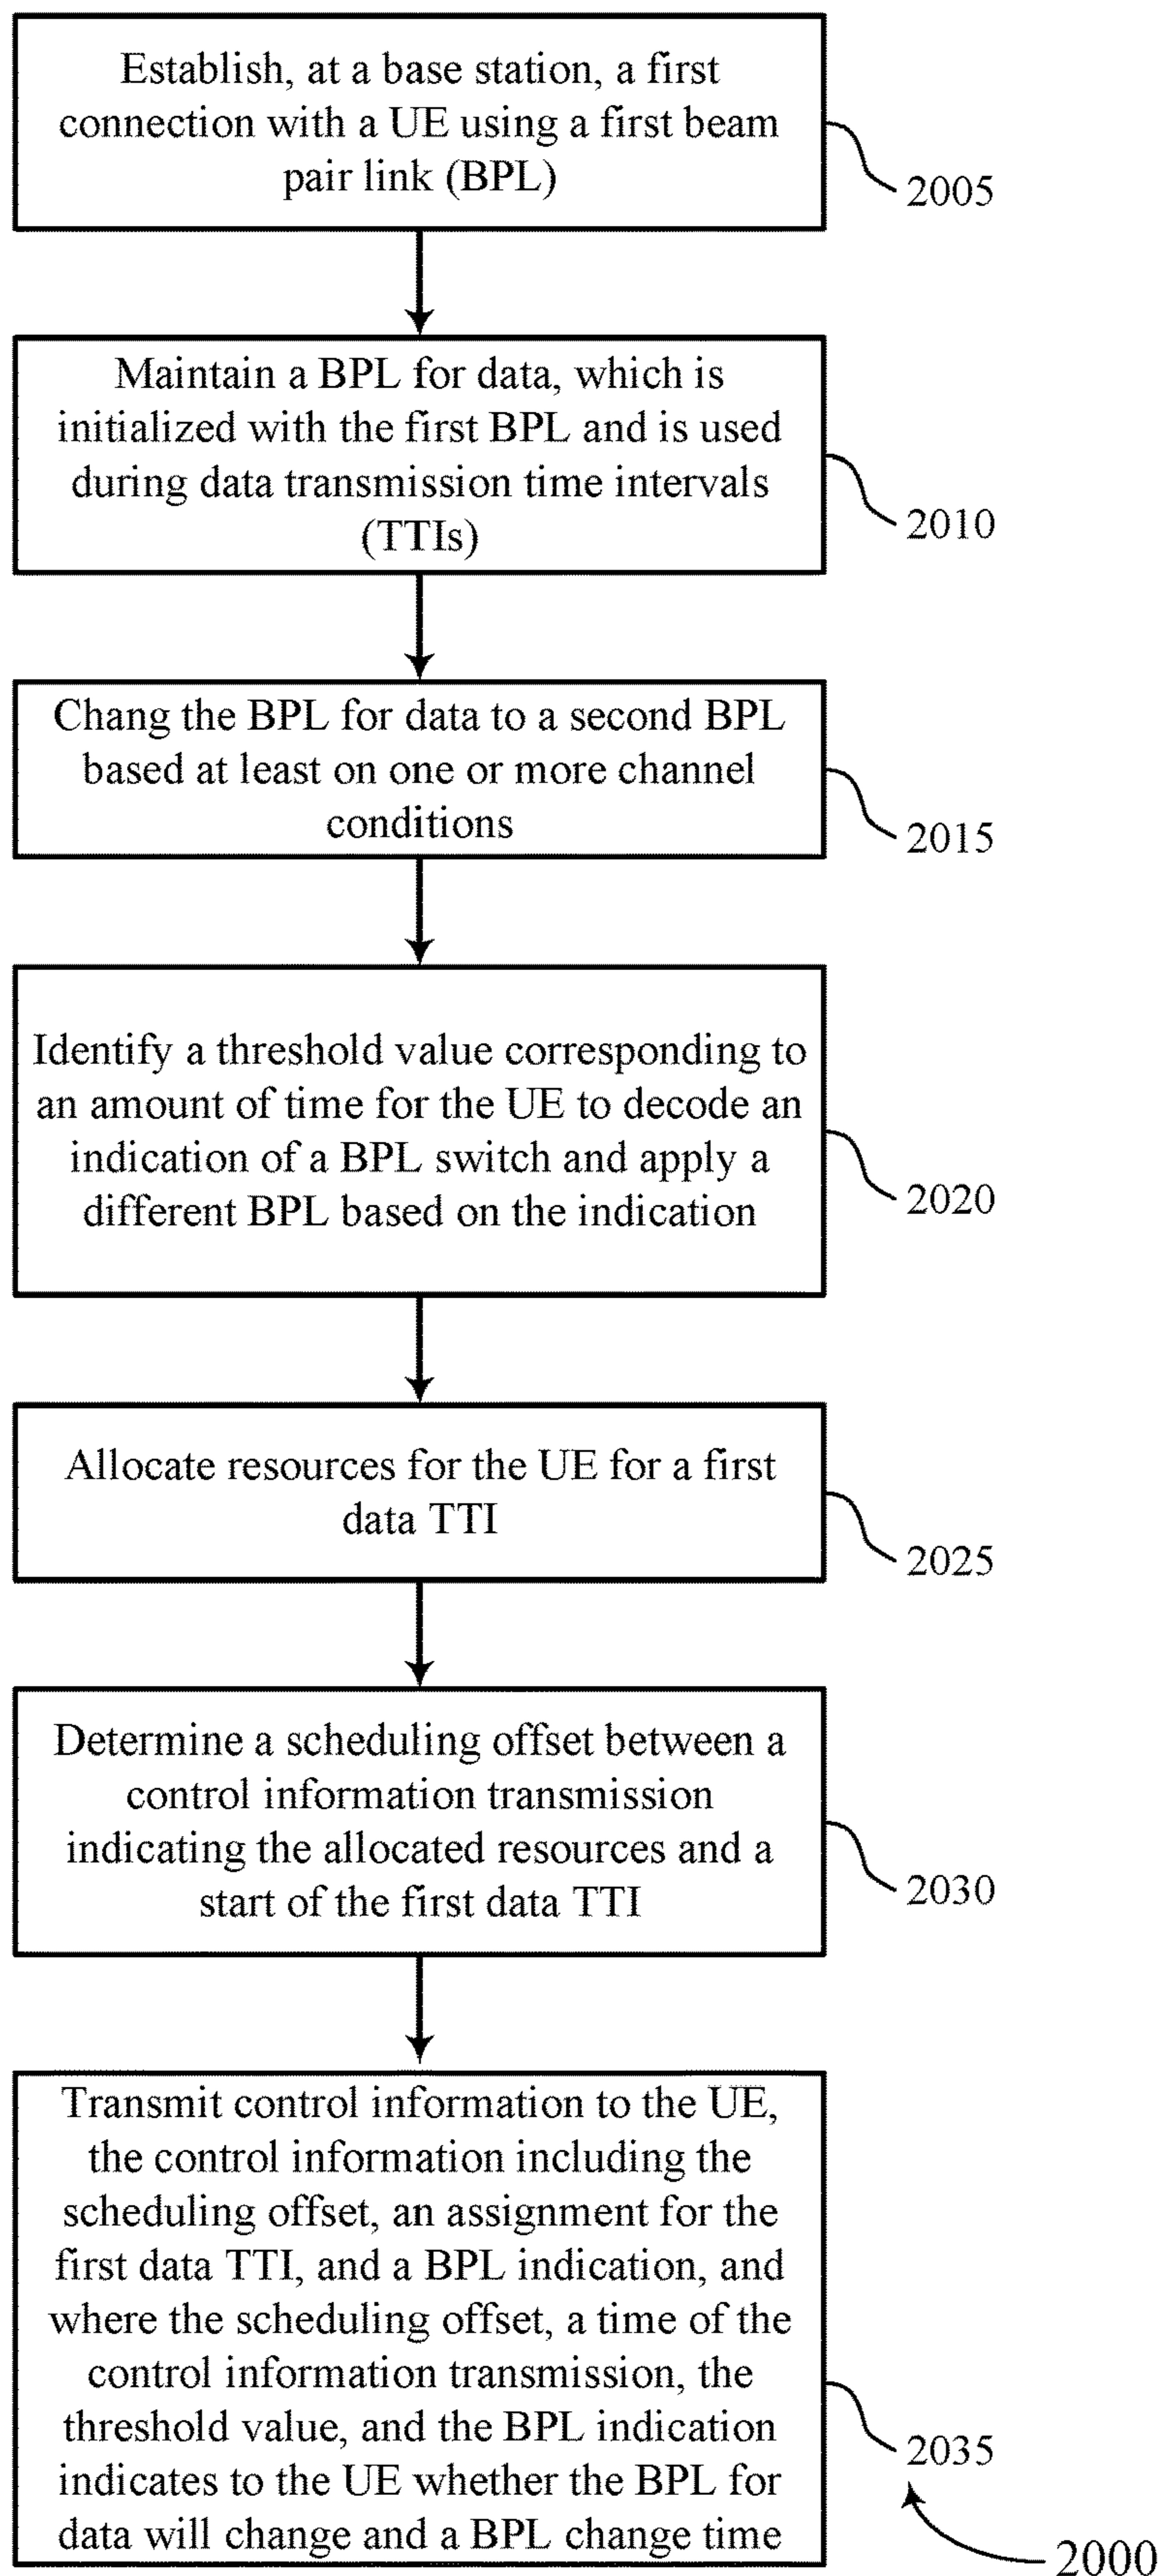 Establish, at a base station, a first
connection with a UE using a first beam
pair link (BPL)
2005
Maintain a BPL for data, which is
initialized with the first BPL and is used
during data transmission time intervals
(TTIs)
2010
Chang the BPL for data to a second BPL
based at least on one or more channel
conditions
2015
Identify a threshold value corresponding to
an amount of time for the UE to decode an
indication of a BPL switch and apply a
different BPL based on the indication
2020
Allocate resources for the UE for a first
data TTI
2025
Determine a scheduling offset between a
control information transmission
indicating the allocated resources and a
start of the first data TTI
2030
Transmit control information to the UE,
the control information including the
scheduling offset, an assignment for the
first data TTI, and a BPL indication, and
where the scheduling offset, a time of the
control information transmission, the
threshold value, and the BPL indication
indicates to the UE whether the BPL for
data will change and a BPL change time
2035
2000